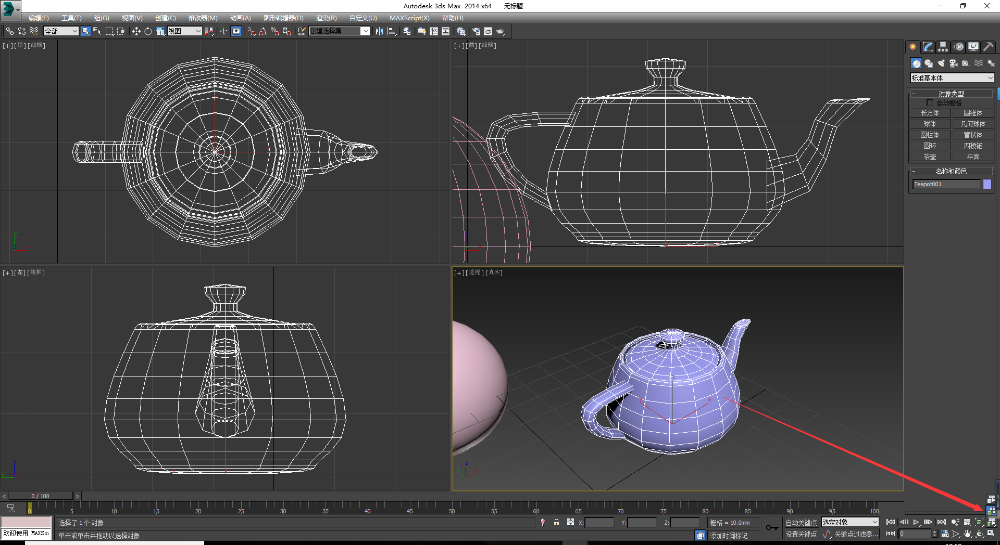 Autodesk 3ds Max 2014 x64 无标题
编辑(E) 工具(T) 组(G) 视图(V) 创建(C) 修改器(M) 动画(A) 图形编辑器(D) 渲染(R) 自定义(U) MAXScript(X) 帮助(H)
全部 视图 创建选择集
[+][顶][线框]
[+][前][线框]
标准基本体
- 对象类型
自动栅格
长方体 圆锥体
球体 几何球体
圆柱体 管状体
圆环 四棱锥
茶壶 平面
- 名称和颜色
Teapot001
[+][左][线框]
[+][透视][真实]
< 0 / 100 >
0 5 10 15 20 25 30 35 40 45 50 55 60 65 70 75 80 85 90 95 100
选择了 1 个 对象
X: Y: Z: 栅格 = 10.0mm
自动关键点 选定对象
欢迎使用 MAXSc
单击或单击并拖动以选择对象
添加时间标记
设置关键点 关键点过滤器...
0